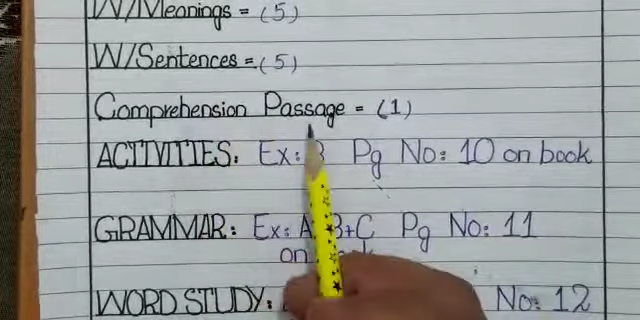 W/Meanings = (5)
W/Sentences = (5)
Comprehension Passage = (1)
ACTIVITIES: Ex: B Pg No: 10 on book
GRAMMAR: Ex: A B+C Pg No: 11
on
WORD STUDY: No: 12